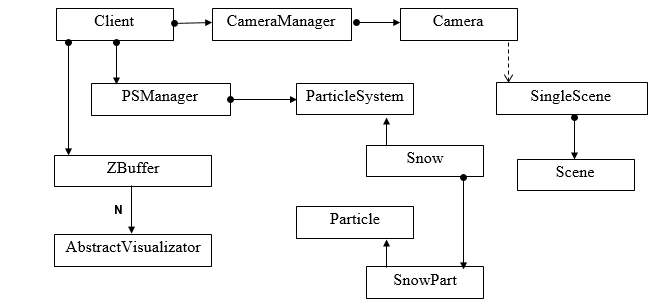 Client
CameraManager
Camera
PSManager
ParticleSystem
SingleScene
ZBuffer
Snow
Scene
N
Particle
AbstractVisualizator
SnowPart